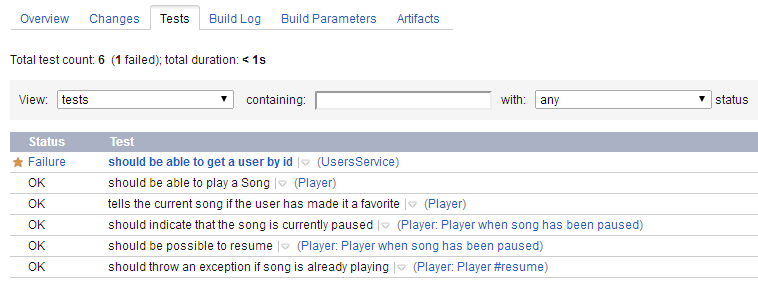 Overview Changes Tests Build Log Build Parameters Artifacts
Total test count: 6 (1 failed); total duration: < 1s
View: tests containing: with: any status
Status Test
Failure should be able to get a user by id (UsersService)
OK should be able to play a Song (Player)
OK tells the current song if the user has made it a favorite (Player)
OK should indicate that the song is currently paused (Player: Player when song has been paused)
OK should be possible to resume (Player: Player when song has been paused)
OK should throw an exception if song is already playing (Player: Player #resume)